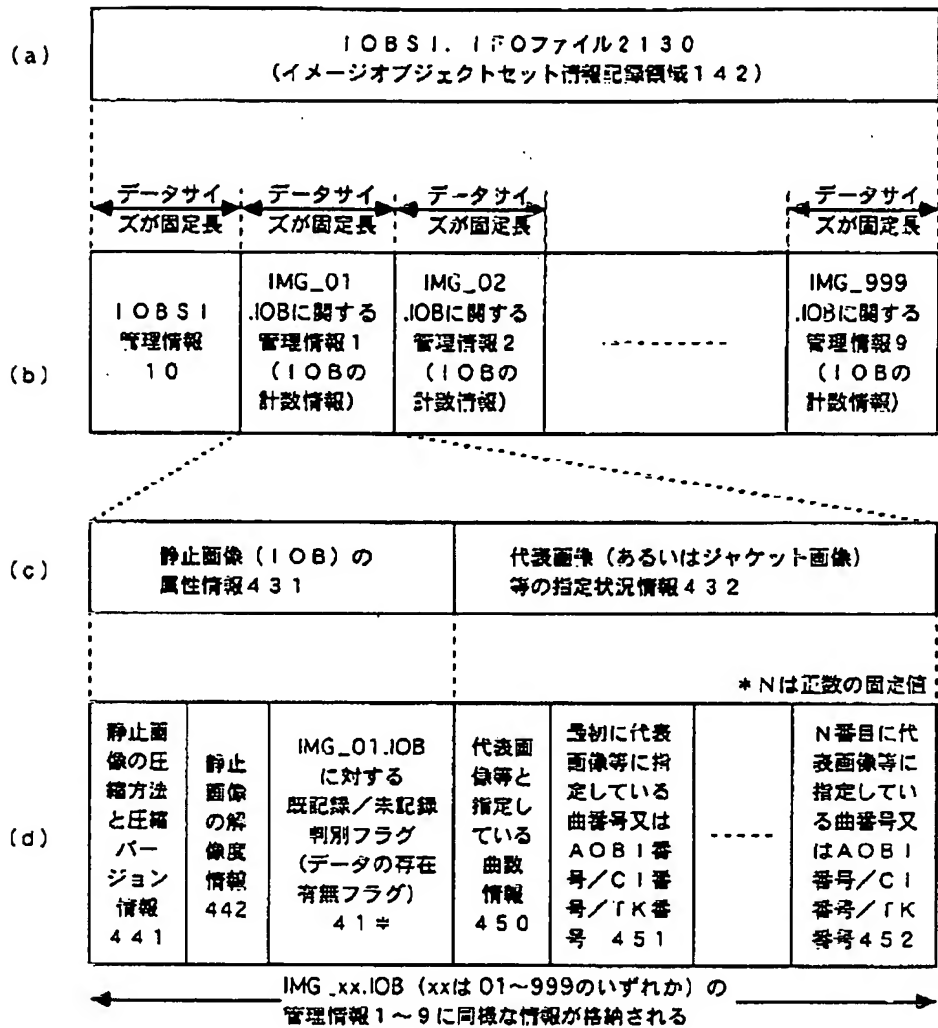 (a)
IOBSI. IFOファイル2130
(イメージオブジェクトセット情報記録領域142)
データサイ
ズが固定長
データサイ
ズが固定長
データサイ
ズが固定長
データサイ
ズが固定長
(b)
IOBSI
管理情報
10
IMG_01
.IOBに関する
管理情報1
(IOBの
計数情報)
IMG_02
.IOBに関する
管理情報2
(IOBの
計数情報)
IMG_999
.IOBに関する
管理情報9
(IOBの
計数情報)
(c)
静止画像(IOB)の
属性情報431
代表画像(あるいはジャケット画像)
等の指定状況情報432
*Nは正数の固定値
(d)
静止画
像の圧
縮方法
と圧縮
バー
ジョン
情報
441
静止
画像
の解
像度
情報
442
IMG_01.IOB
に対する
既記録/未記録
判別フラグ
(データの存在
有無フラグ)
41*
代表画
像等と
指定し
ている
曲数
情報
450
最初に代表
画像等に指
定している
曲番号又は
AOBI番
号/CI番
号/TK番
号 451
N番目に代
表画像等に
指定してい
る曲番号又
はAOBI
番号/CI
番号/TK
番号452
IMG_xx.IOB (xxは01~999のいずれか)の
管理情報1~9に同様な情報が格納される